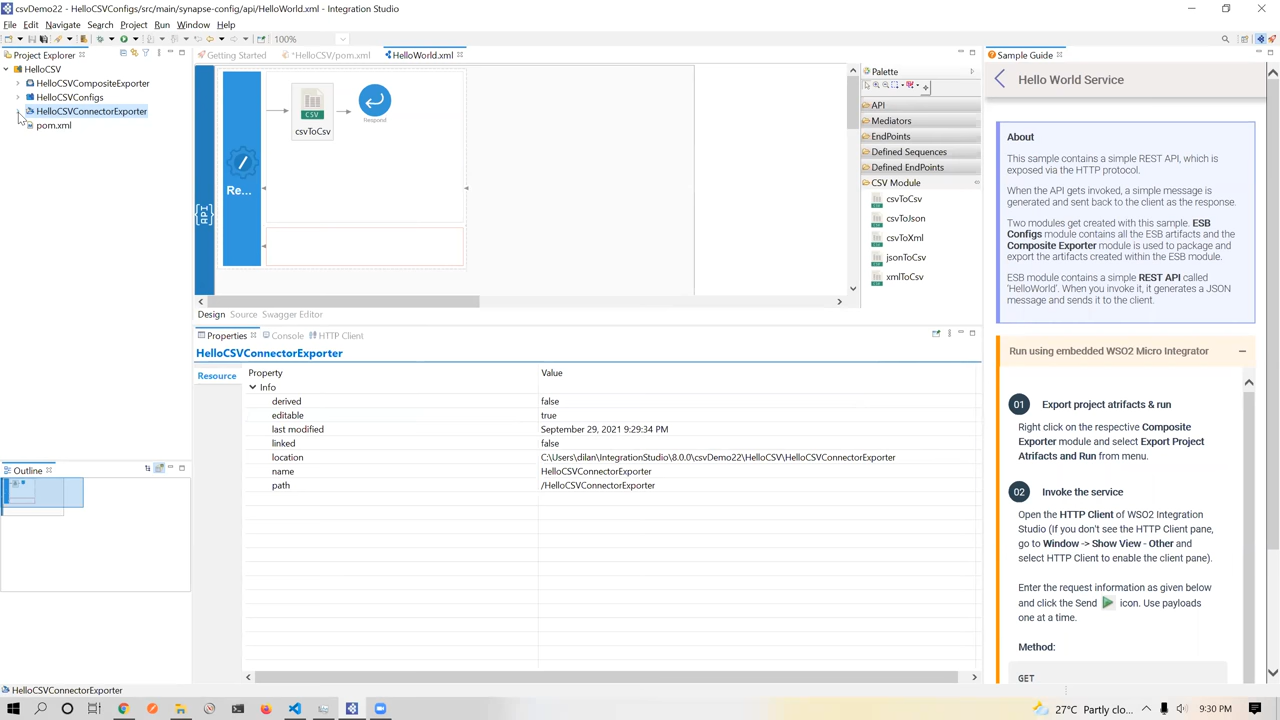 csvDemo22 - HelloCSVConfigs/src/main/synapse-config/api/HelloWorld.xml - Integration Studio
File Edit Navigate Search Project Run Window Help
100%
Project Explorer
HelloCSV
HelloCSVCompositeExporter
HelloCSVConfigs
HelloCSVConnectorExporter
pom.xml
Getting Started
*HelloCSV/pom.xml
HelloWorld.xml
API
Re...
CSV
csvToCsv
Respond
Palette
API
Mediators
EndPoints
Defined Sequences
Defined EndPoints
CSV Module
csvToCsv
csvToJson
csvToXml
jsonToCsv
xmlToCsv
Design Source Swagger Editor
Properties Console HTTP Client
HelloCSVConnectorExporter
Resource
Property Value
Info
derived false
editable true
last modified September 29, 2021 9:29:34 PM
linked false
location C:\Users\dilan\IntegrationStudio\8.0.0\csvDemo22\HelloCSV\HelloCSVConnectorExporter
name HelloCSVConnectorExporter
path /HelloCSVConnectorExporter
Outline
Sample Guide
Hello World Service
About
This sample contains a simple REST API, which is
exposed via the HTTP protocol.
When the API gets invoked, a simple message is
generated and sent back to the client as the response.
Two modules get created with this sample. ESB
Configs module contains all the ESB artifacts and the
Composite Exporter module is used to package and
export the artifacts created within the ESB module.
ESB module contains a simple REST API called
'HelloWorld'. When you invoke it, it generates a JSON
message and sends it to the client.
Run using embedded WSO2 Micro Integrator
01 Export project atrifacts & run
Right click on the respective Composite
Exporter module and select Export Project
Atrifacts and Run from menu.
02 Invoke the service
Open the HTTP Client of WSO2 Integration
Studio (If you don't see the HTTP Client pane,
go to Window -> Show View - Other and
select HTTP Client to enable the client pane).
Enter the request information as given below
and click the Send icon. Use payloads
one at a time.
Method:
GET
HelloCSVConnectorExporter
27°C Partly clo...
9:30 PM